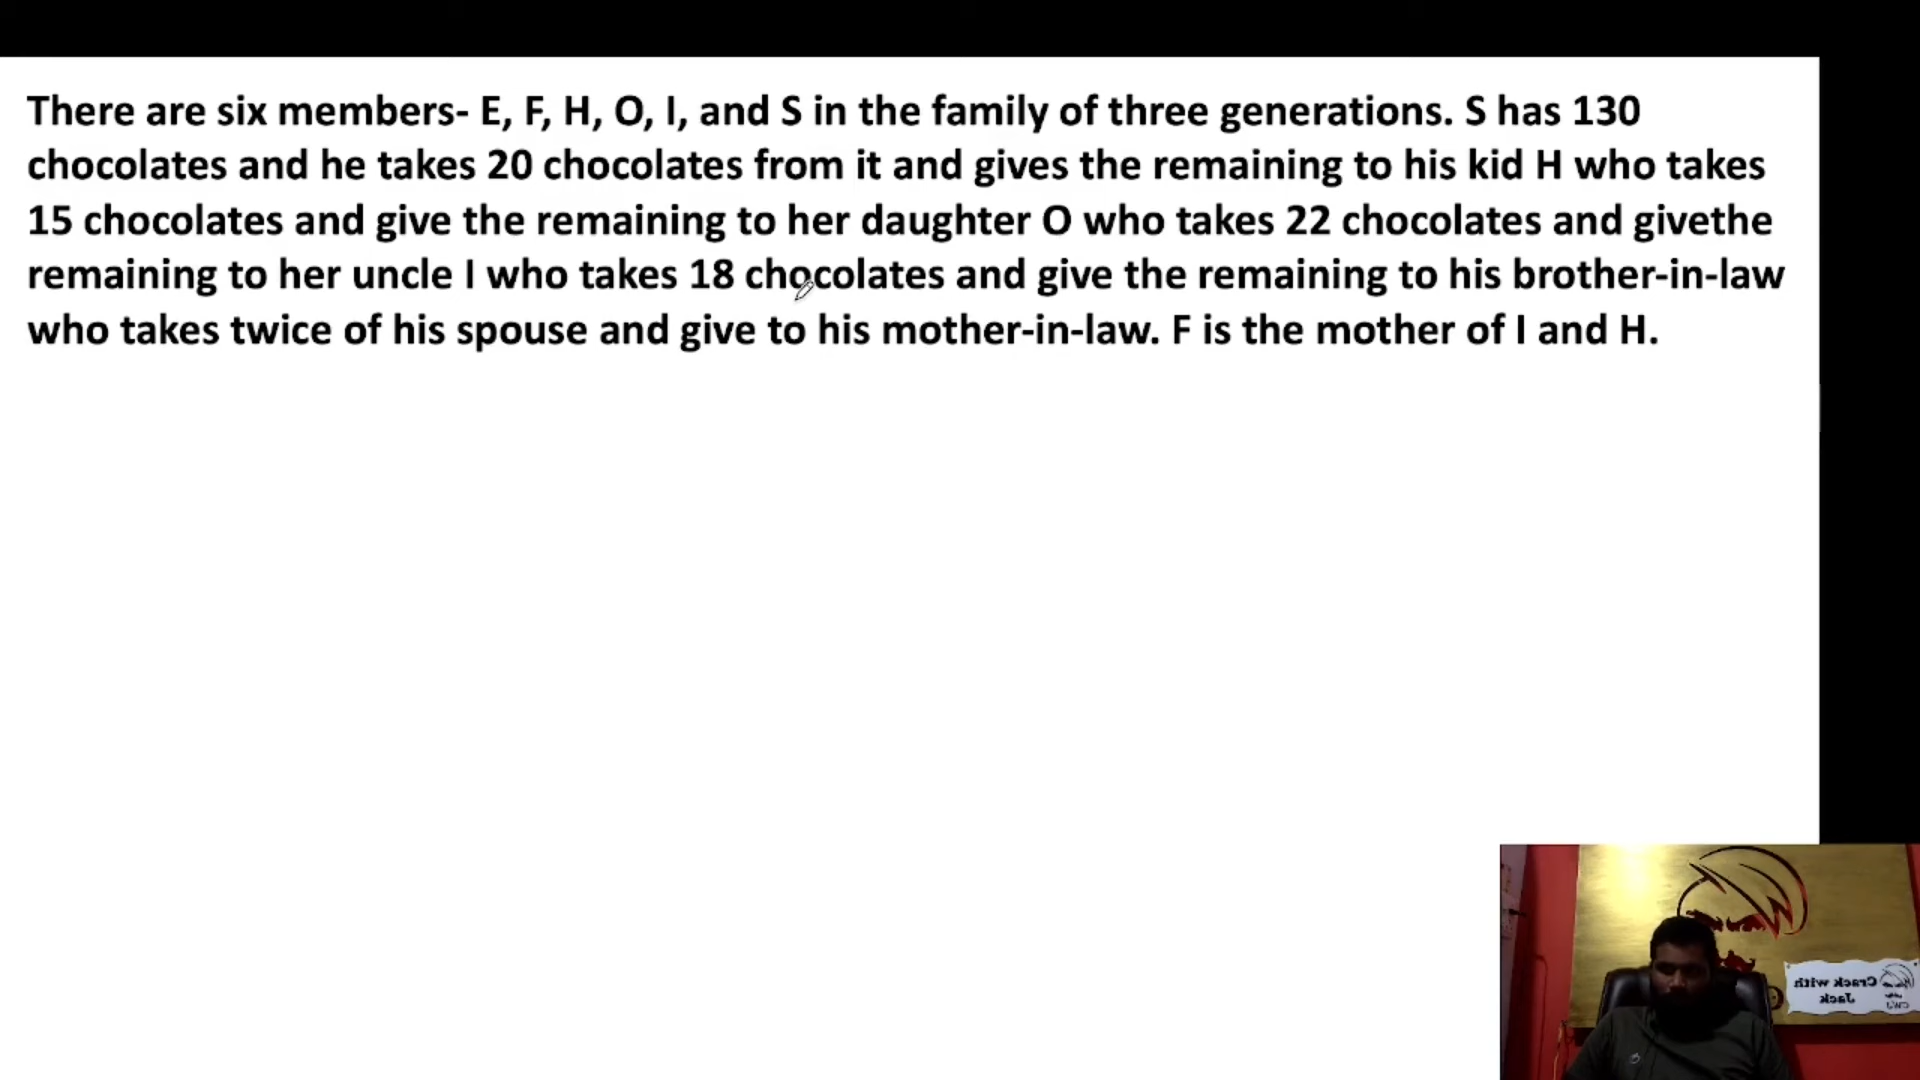 There are six members- E, F, H, O, I, and S in the family of three generations. S has 130
chocolates and he takes 20 chocolates from it and gives the remaining to his kid H who takes
15 chocolates and give the remaining to her daughter O who takes 22 chocolates and givethe
remaining to her uncle I who takes 18 chocolates and give the remaining to his brother-in-law
who takes twice of his spouse and give to his mother-in-law. F is the mother of I and H.
Crack with
Jack
CWJ